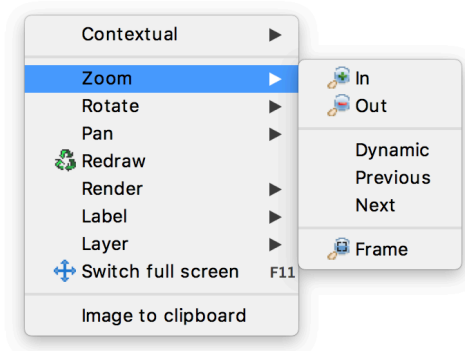 Contextual
Zoom
Rotate
Pan
Redraw
Render
Label
Layer
Switch full screen F11
Image to clipboard
In
Out
Dynamic
Previous
Next
Frame